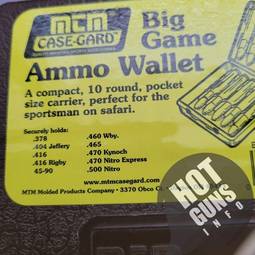 MTM
CASE-GARD™
Big
Game
Ammo Wallet
A compact, 10 round, pocket
size carrier, perfect for the
sportsman on safari.
Securely holds:
.378 .460 Wby.
.404 Jeffery .465
.416 .470 Kynoch
.416 Rigby .470 Nitro Express
45-90 .500 Nitro
www.mtmcasegard.com
MTM Molded Products Company • 3370 Obco
HOT
GUNS
INFO